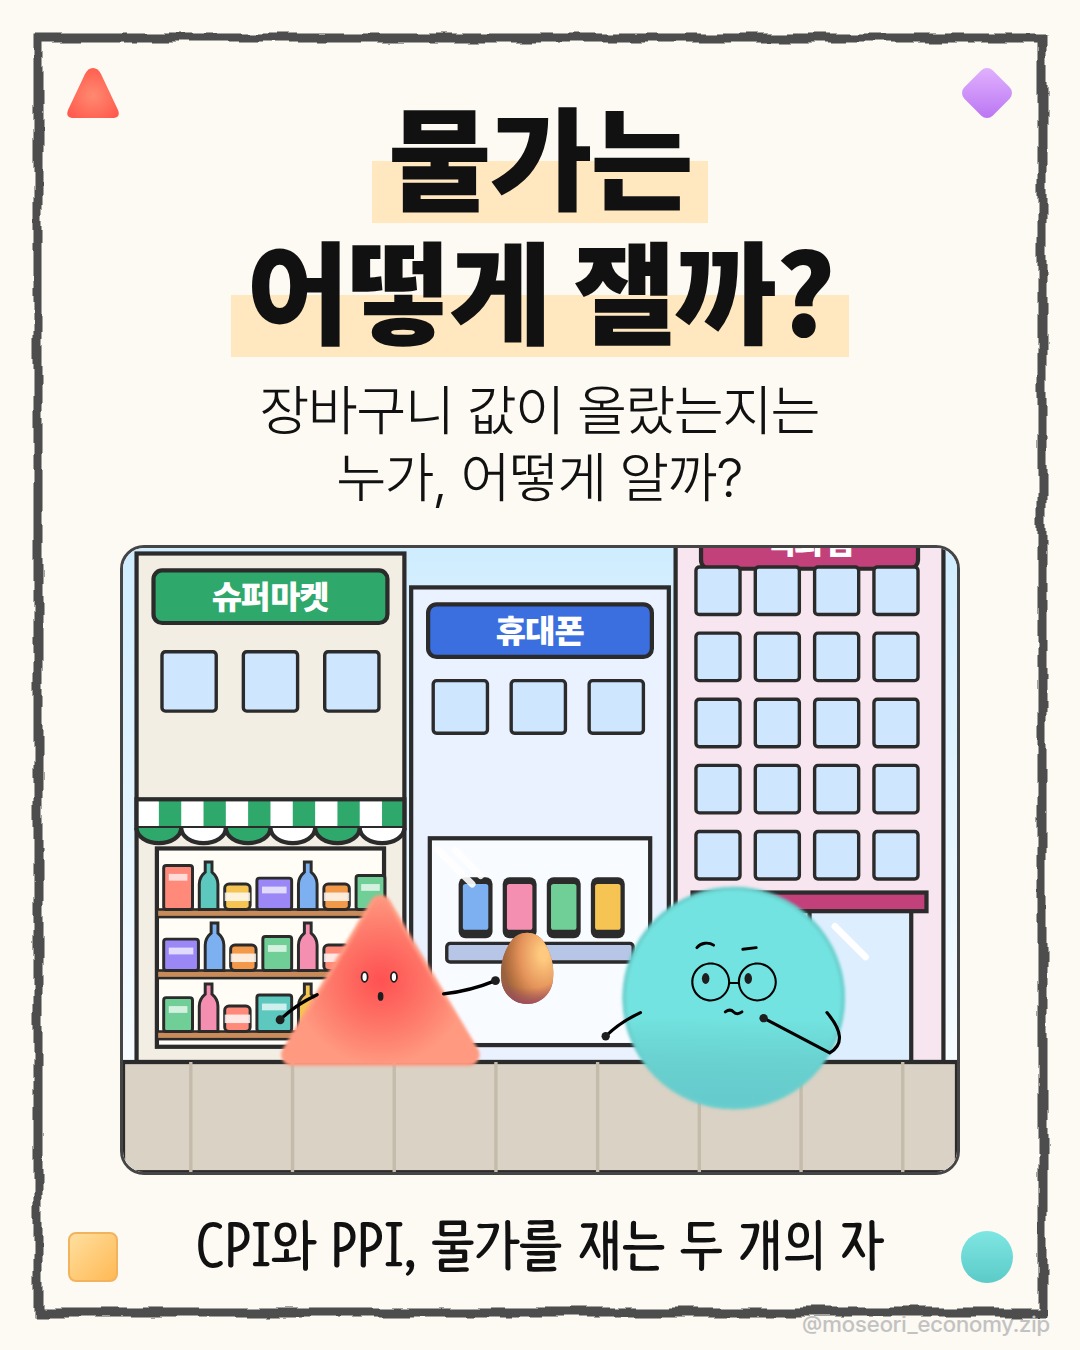 물가는
어떻게 잴까?
장바구니 값이 올랐는지는
누가, 어떻게 알까?
슈퍼마켓
휴대폰
CPI와 PPI, 물가를 재는 두 개의 자
@moseori_economy.zip